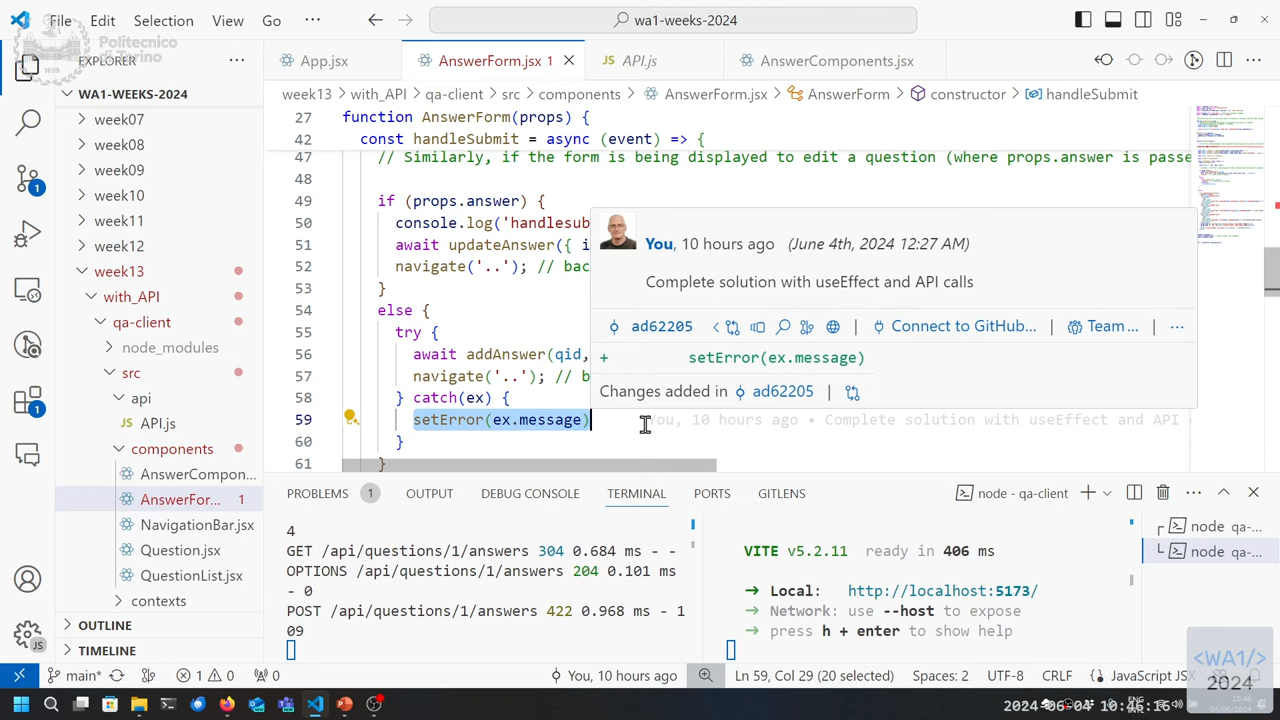 File Edit Selection View Go ··· wa1-weeks-2024
Politecnico
di Torino
EXPLORER ···
App.jsx AnswerForm.jsx 1 JS API.js AnswerComponents.jsx
WA1-WEEKS-2024
week13 > with_API > qa-client > src > components > AnswerForm.jsx > AnswerForm > constructor > handleSubmit
week07
week08
week09
week10
week11
week12
week13
with_API
qa-client
node_modules
src
api
JS API.js
components
AnswerCompon...
AnswerFor... 1
NavigationBar.jsx
Question.jsx
QuestionList.jsx
contexts
OUTLINE
TIMELINE
27 function AnswerForm(props) {
42 const handleSubmit = async (event) => {
47 // Similarly, if the form is being displayed to edit a question (where props.answer is passe
48
49 if (props.answer) {
50 console.log('handlesub
51 await updateAnswer({ i
52 navigate('..'); // bac
53 }
54 else {
55 try {
56 await addAnswer(qid,
57 navigate('..'); // b
58 } catch(ex) {
59 setError(ex.message) You, 10 hours ago • Complete solution with useEffect and API
60 }
61 }
You, 10 hours ago (June 4th, 2024 12:27 AM)
Complete solution with useEffect and API calls
ad62205 | Connect to GitHub... | Team... | ···
+ setError(ex.message)
Changes added in ad62205 |
PROBLEMS 1 OUTPUT DEBUG CONSOLE TERMINAL PORTS GITLENS node - qa-client
4
GET /api/questions/1/answers 304 0.684 ms - -
OPTIONS /api/questions/1/answers 204 0.101 ms
- 0
POST /api/questions/1/answers 422 0.968 ms - 1
09
VITE v5.2.11 ready in 406 ms
➜ Local: http://localhost:5173/
➜ Network: use --host to expose
➜ press h + enter to show help
node qa-...
node qa-...
main* 1 0 0 You, 10 hours ago Ln 59, Col 29 (20 selected) Spaces: 2 UTF-8 CRLF {} JavaScript JSX
<WA1/>
2024
2024-06-04 10:46:15